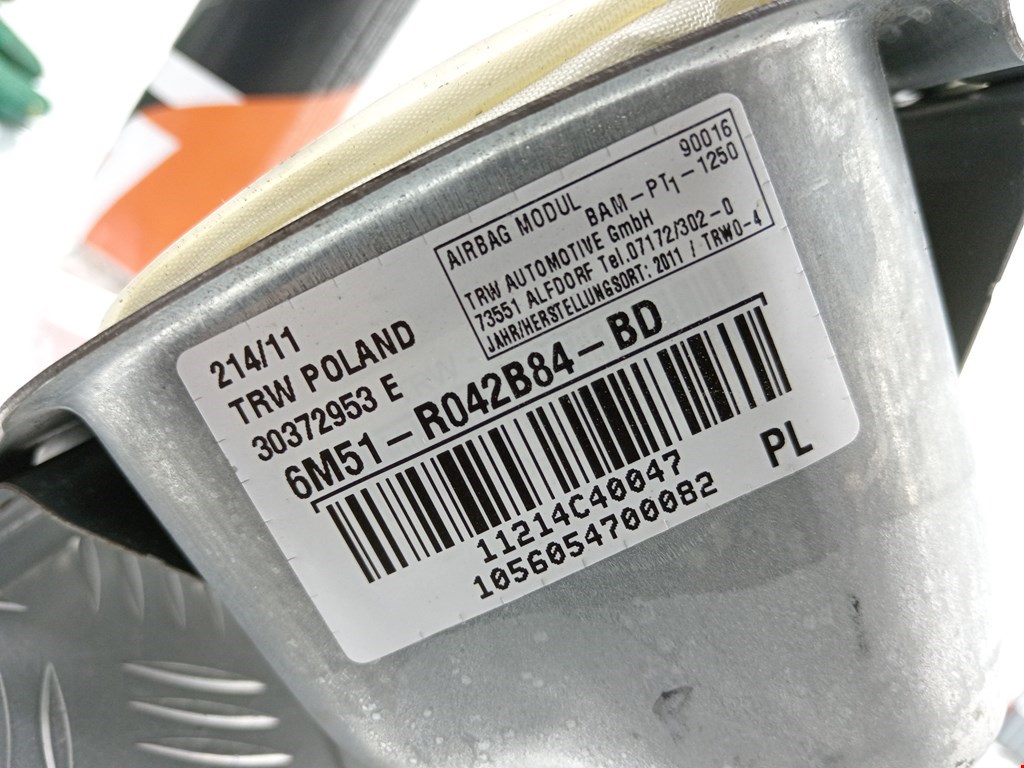 214/11
TRW POLAND
30372953 E
AIRBAG MODUL 90016
BAM-PT1-1250
TRW AUTOMOTIVE GmbH
73551 ALFDORF Tel.07172/302-0
JAHR/HERSTELLUNGSORT: 2011 / TRWO-4
6M51-R042B84-BD
11214C40047
1056054700082
PL